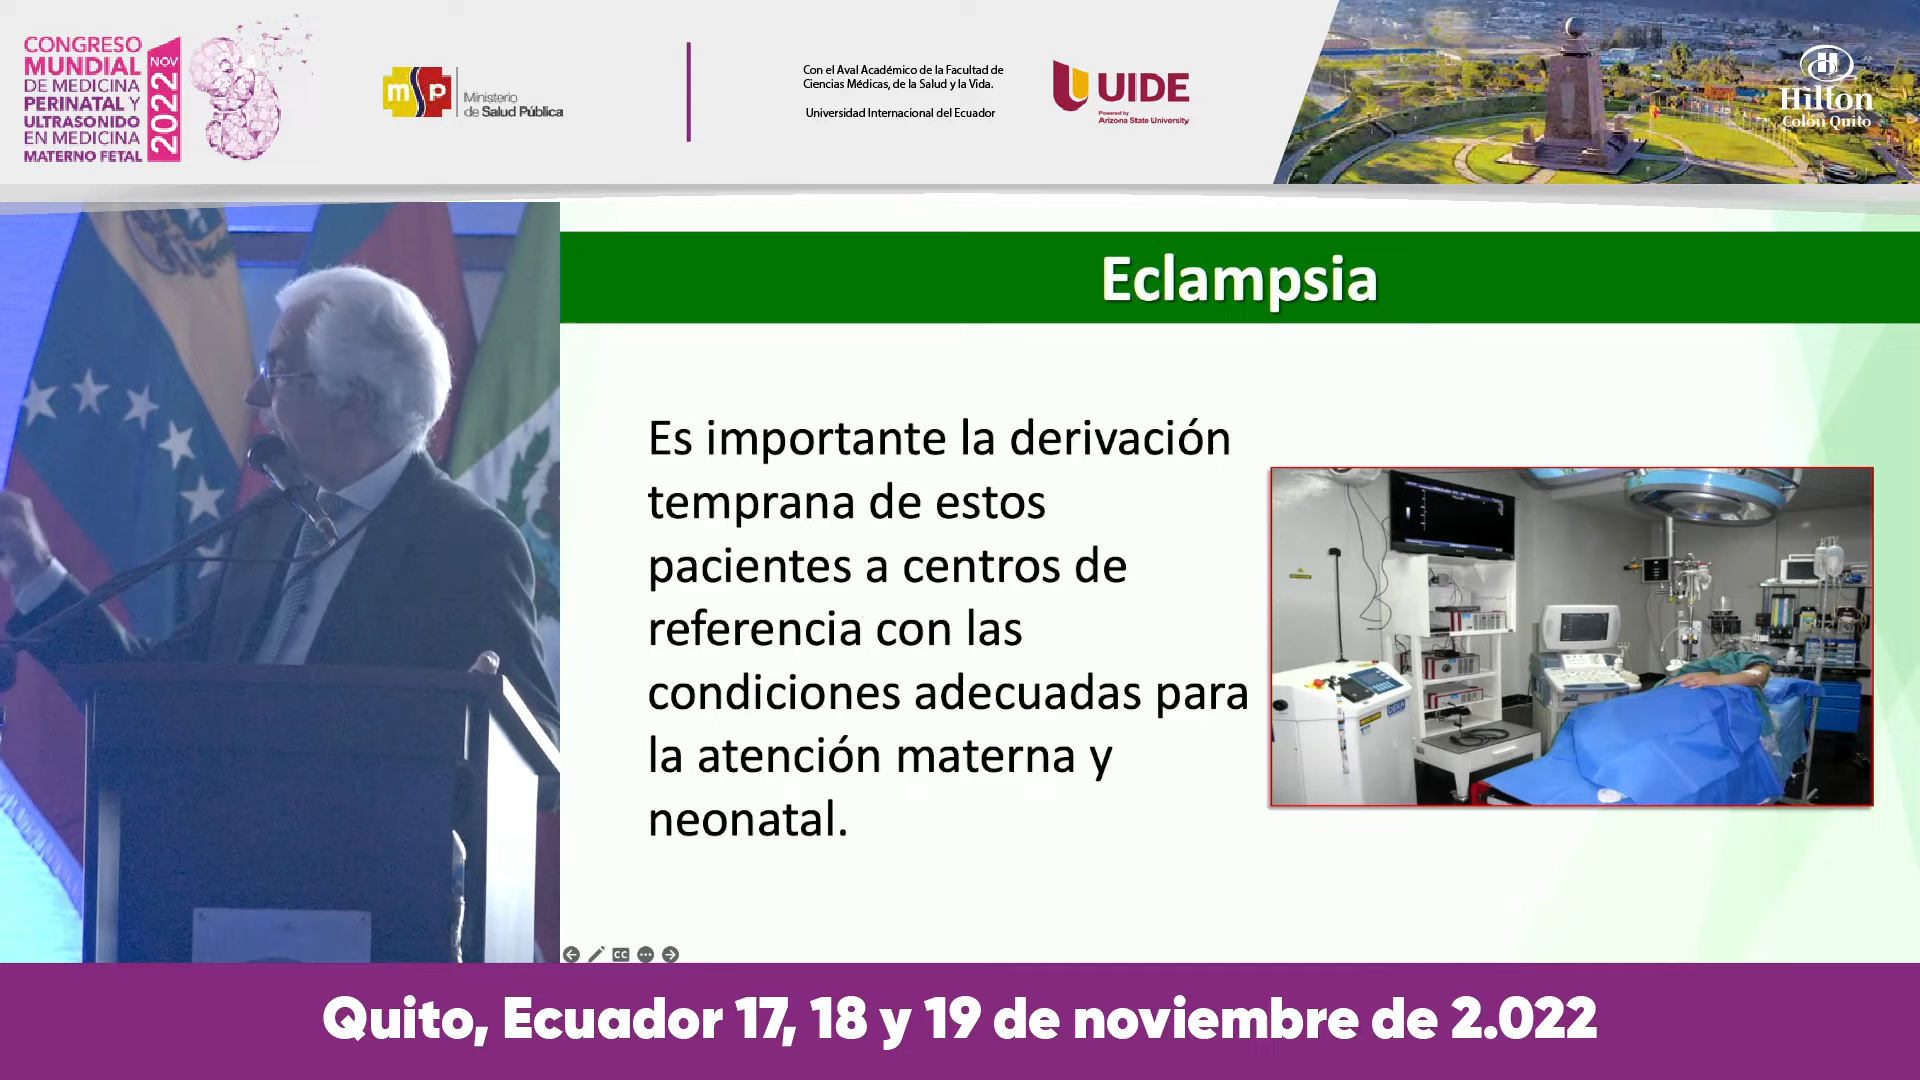 CONGRESO
MUNDIAL
DE MEDICINA
PERINATAL Y
ULTRASONIDO
EN MEDICINA
MATERNO FETAL
NOV
2022
msp
Ministerio
de Salud Pública
Con el Aval Académico de la Facultad de
Ciencias Médicas, de la Salud y la Vida.
Universidad Internacional del Ecuador
UIDE
Powered by
Arizona State University
Hilton
Colón Quito
Eclampsia
Es importante la derivación
temprana de estos
pacientes a centros de
referencia con las
condiciones adecuadas para
la atención materna y
neonatal.
CC
Quito, Ecuador 17, 18 y 19 de noviembre de 2.022